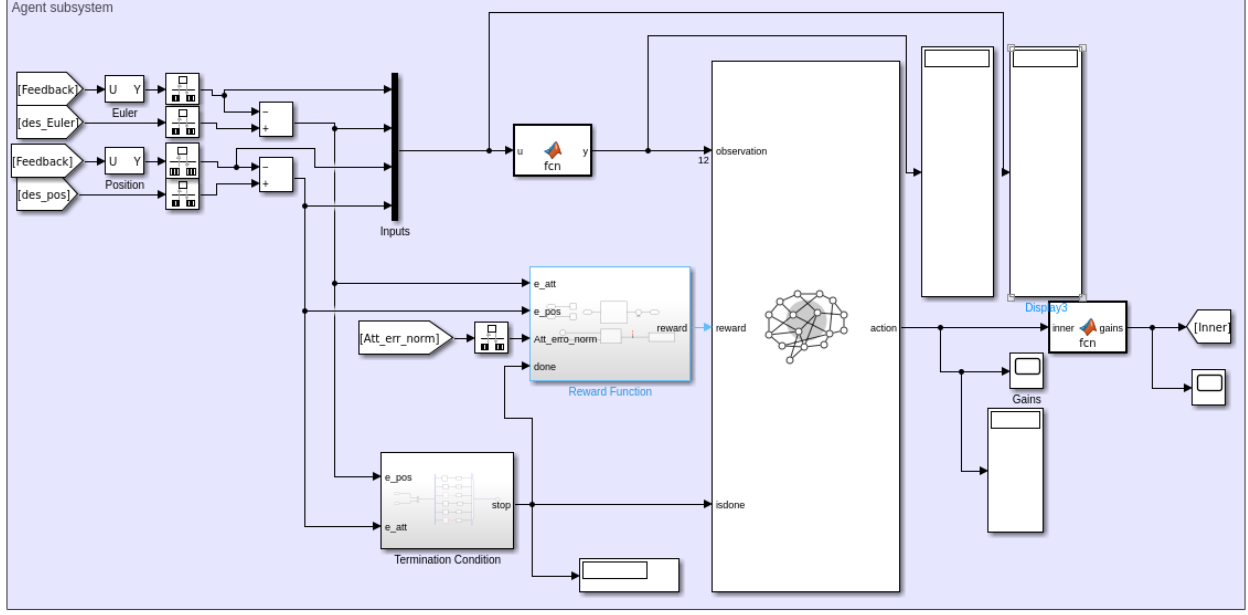 Agent subsystem
[Feedback]
U Y
Euler
[des_Euler]
−
+
[Feedback]
U Y
Position
[des_pos]
−
+
Inputs
u y
fcn
12
observation
e_att
e_pos
[Att_err_norm]
Att_erro_norm
done
reward
Reward Function
reward
action
isdone
e_pos
e_att
stop
Termination Condition
Display3
inner gains
fcn
[Inner]
Gains